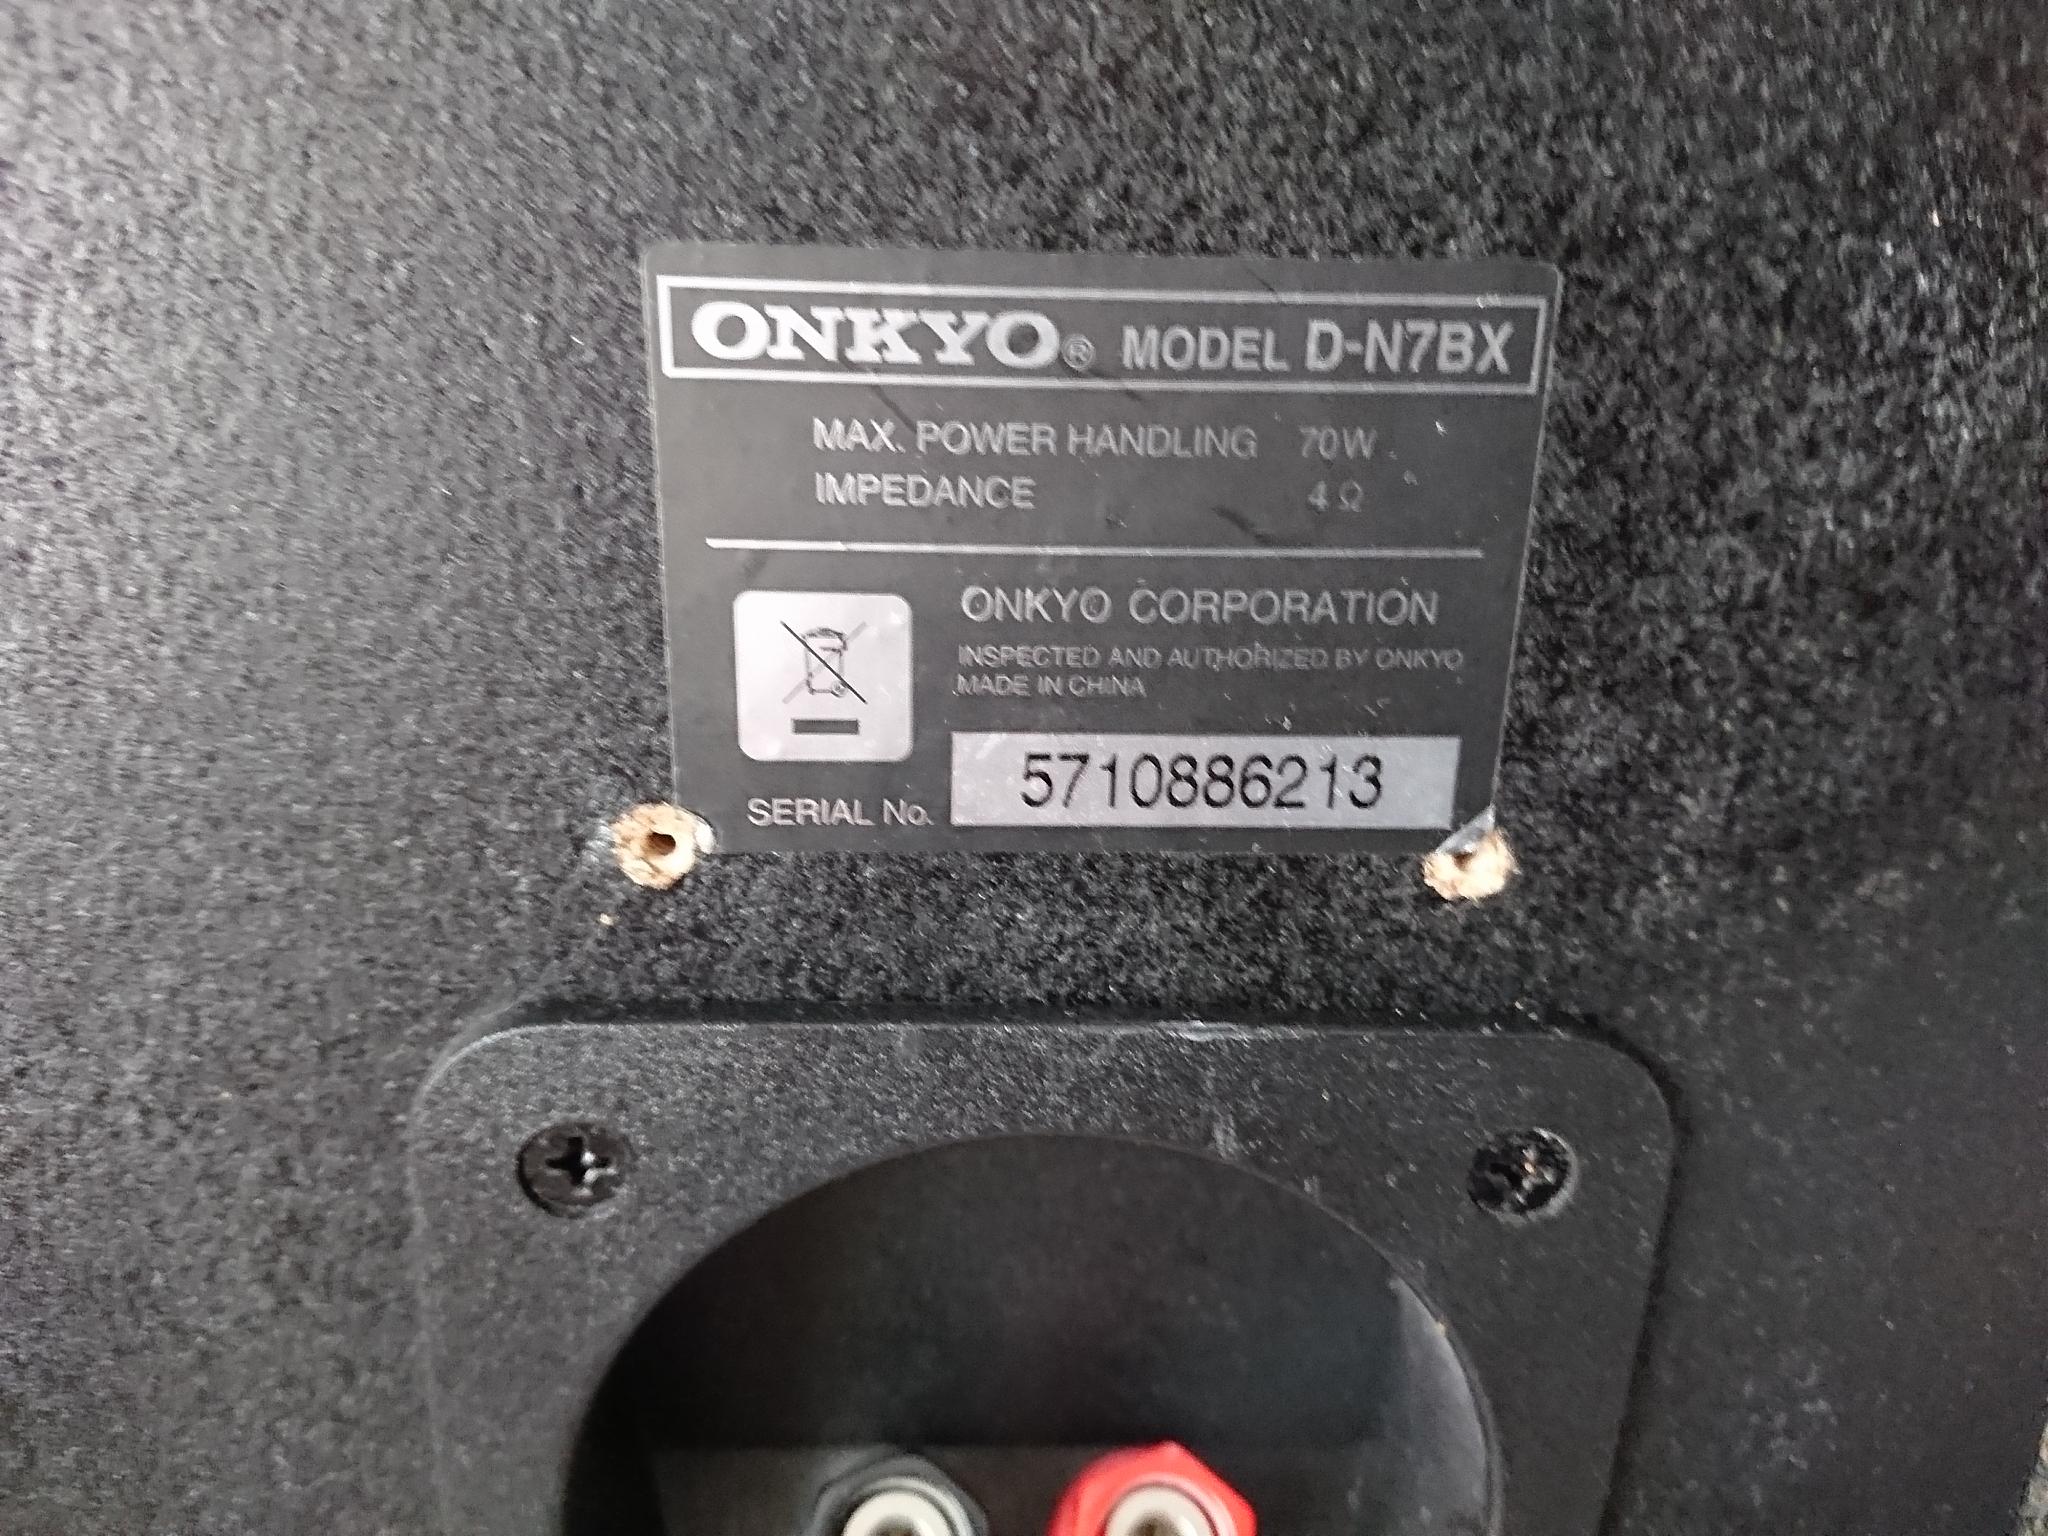 ONKYO® MODEL D-N7BX
MAX. POWER HANDLING 70W
IMPEDANCE 4Ω
ONKYO CORPORATION
INSPECTED AND AUTHORIZED BY ONKYO
MADE IN CHINA
SERIAL No. 5710886213